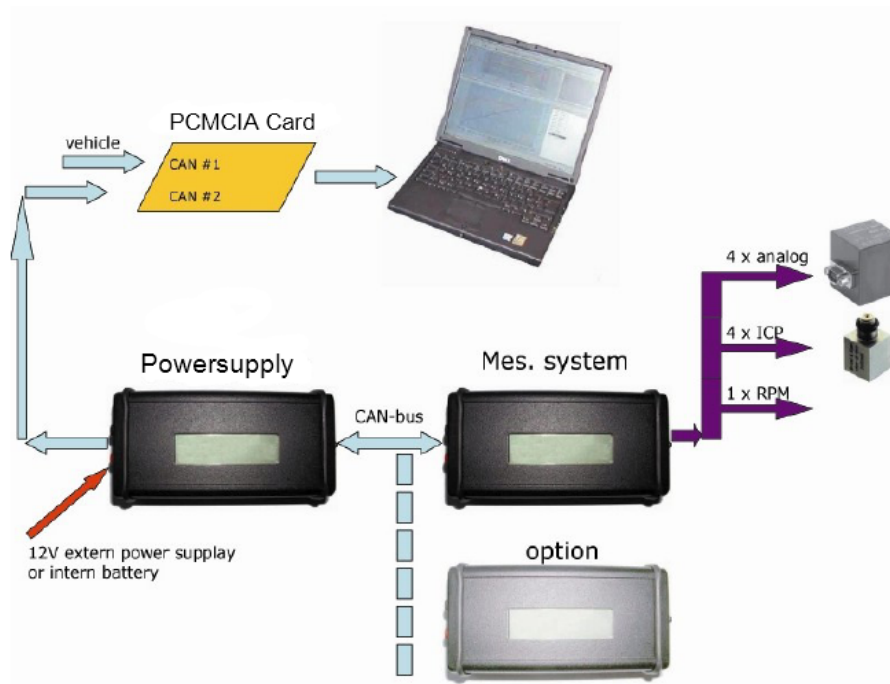 PCMCIA Card
vehicle
CAN #1
CAN #2
4 x analog
4 x ICP
1 x RPM
Powersupply
Mes. system
CAN-bus
12V extern power supplay
or intern battery
option